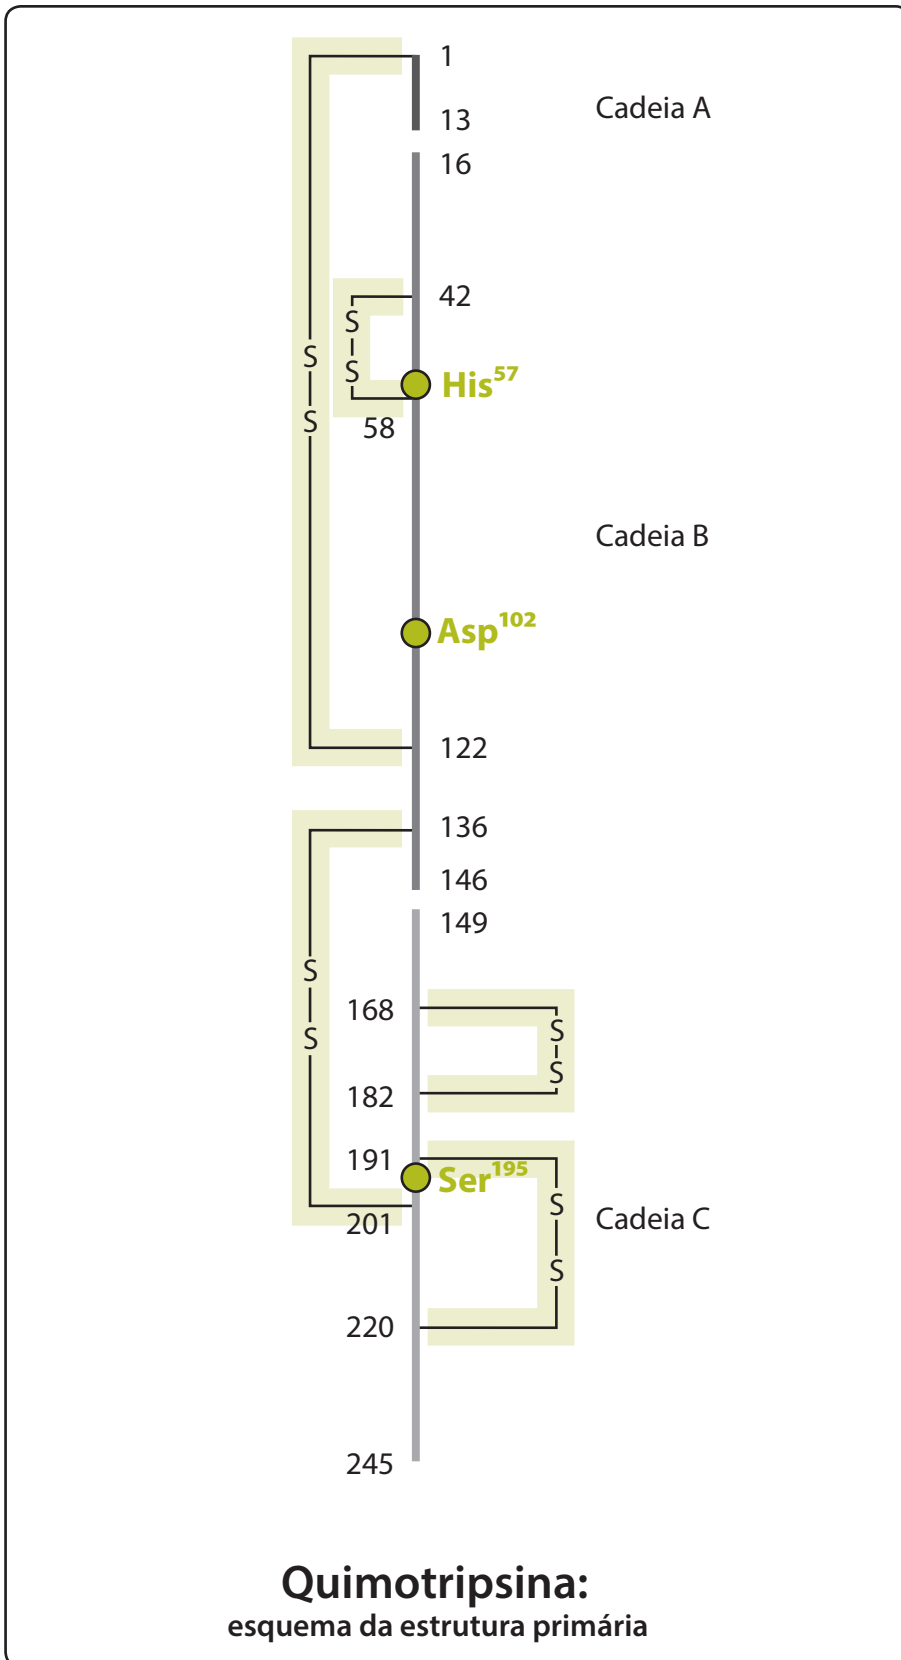 1
Cadeia A
13
16
42
S
S
His⁵⁷
S
S
58
Cadeia B
Asp¹⁰²
122
136
146
149
S
168
S
S
S
182
191
Ser¹⁹⁵
S
201
Cadeia C
S
220
245
Quimotripsina:
esquema da estrutura primária